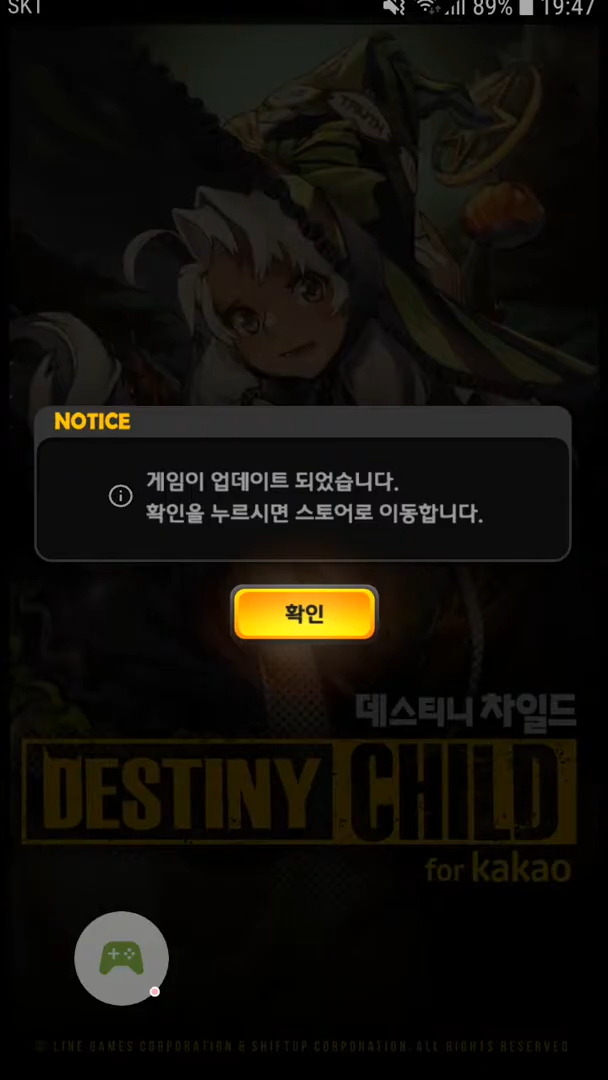 SKT
89% 19:47
TRUTH
NOTICE
게임이 업데이트 되었습니다.
확인을 누르시면 스토어로 이동합니다.
확인
데스티니 차일드
DESTINY CHILD
for kakao
© LINE GAMES CORPORATION & SHIFTUP CORPORATION. ALL RIGHTS RESERVED